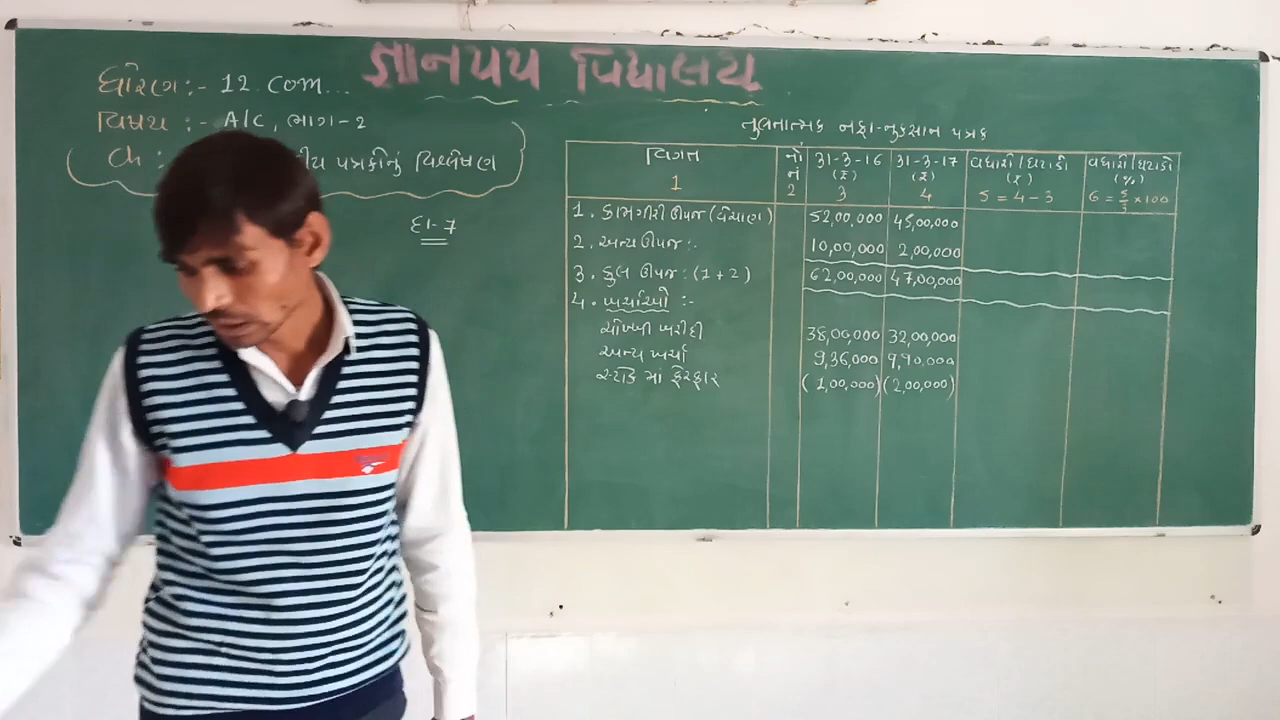 જ્ઞાનપથ વિદ્યાલય
ધોરણ:- 12 com...
વિષય :- A/C, ભાગ-2
Ch : પત્રકોનું વિશ્લેષણ
દા-7
તુલનાત્મક નફા-નુકસાન પત્રક
વિગત નોં નં 31-3-16 31-3-17 વધારો/ઘટાડો વધારો/ઘટાડો
(₹) (₹) (₹) (%)
1 2 3 4 5 = 4 - 3 6 = 5/3 × 100
1. કામગીરી ઊપજ (વેચાણ) 52,00,000 45,00,000
2. અન્ય ઊપજ :- 10,00,000 2,00,000
3. કુલ ઊપજ : (1 + 2) 62,00,000 47,00,000
4. ખર્ચાઓ :-
ચોખ્ખી ખરીદી 38,00,000 32,00,000
અન્ય ખર્ચા 9,36,000 9,90,000
સ્ટોક માં ફેરફાર (1,00,000) (2,00,000)